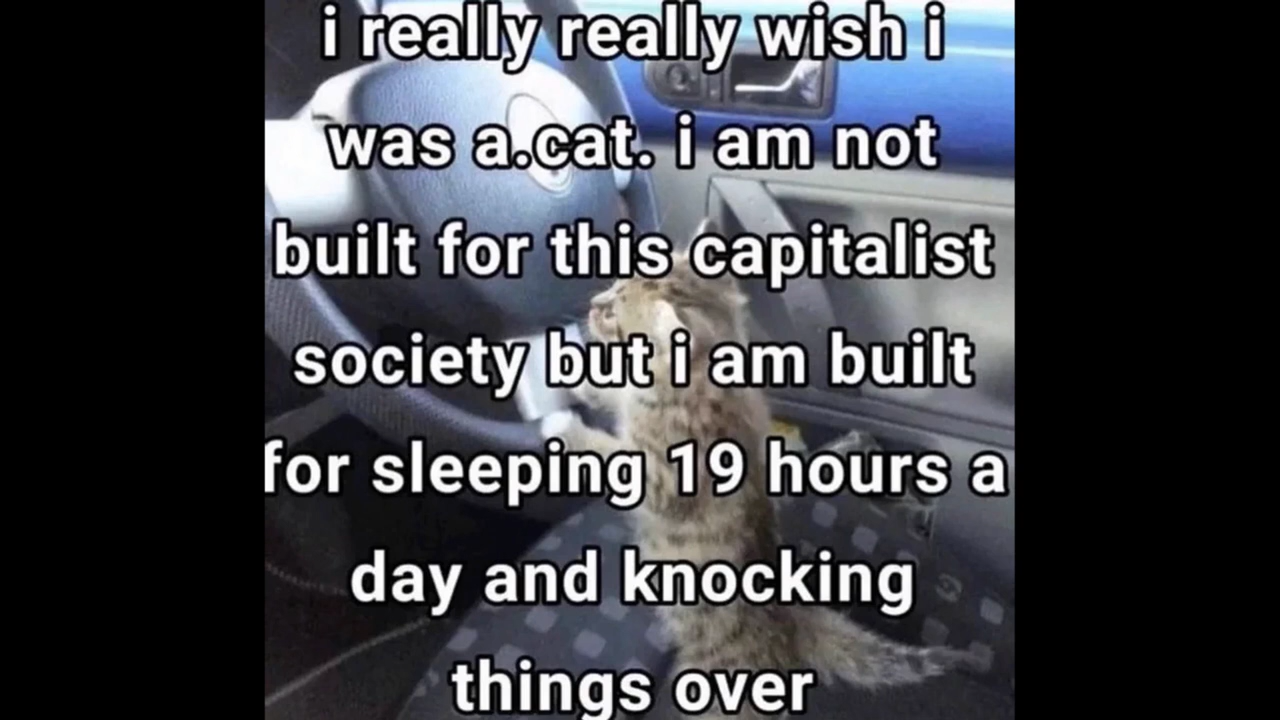 i really really wish i
was a.cat. i am not
built for this capitalist
society but i am built
for sleeping 19 hours a
day and knocking
things over